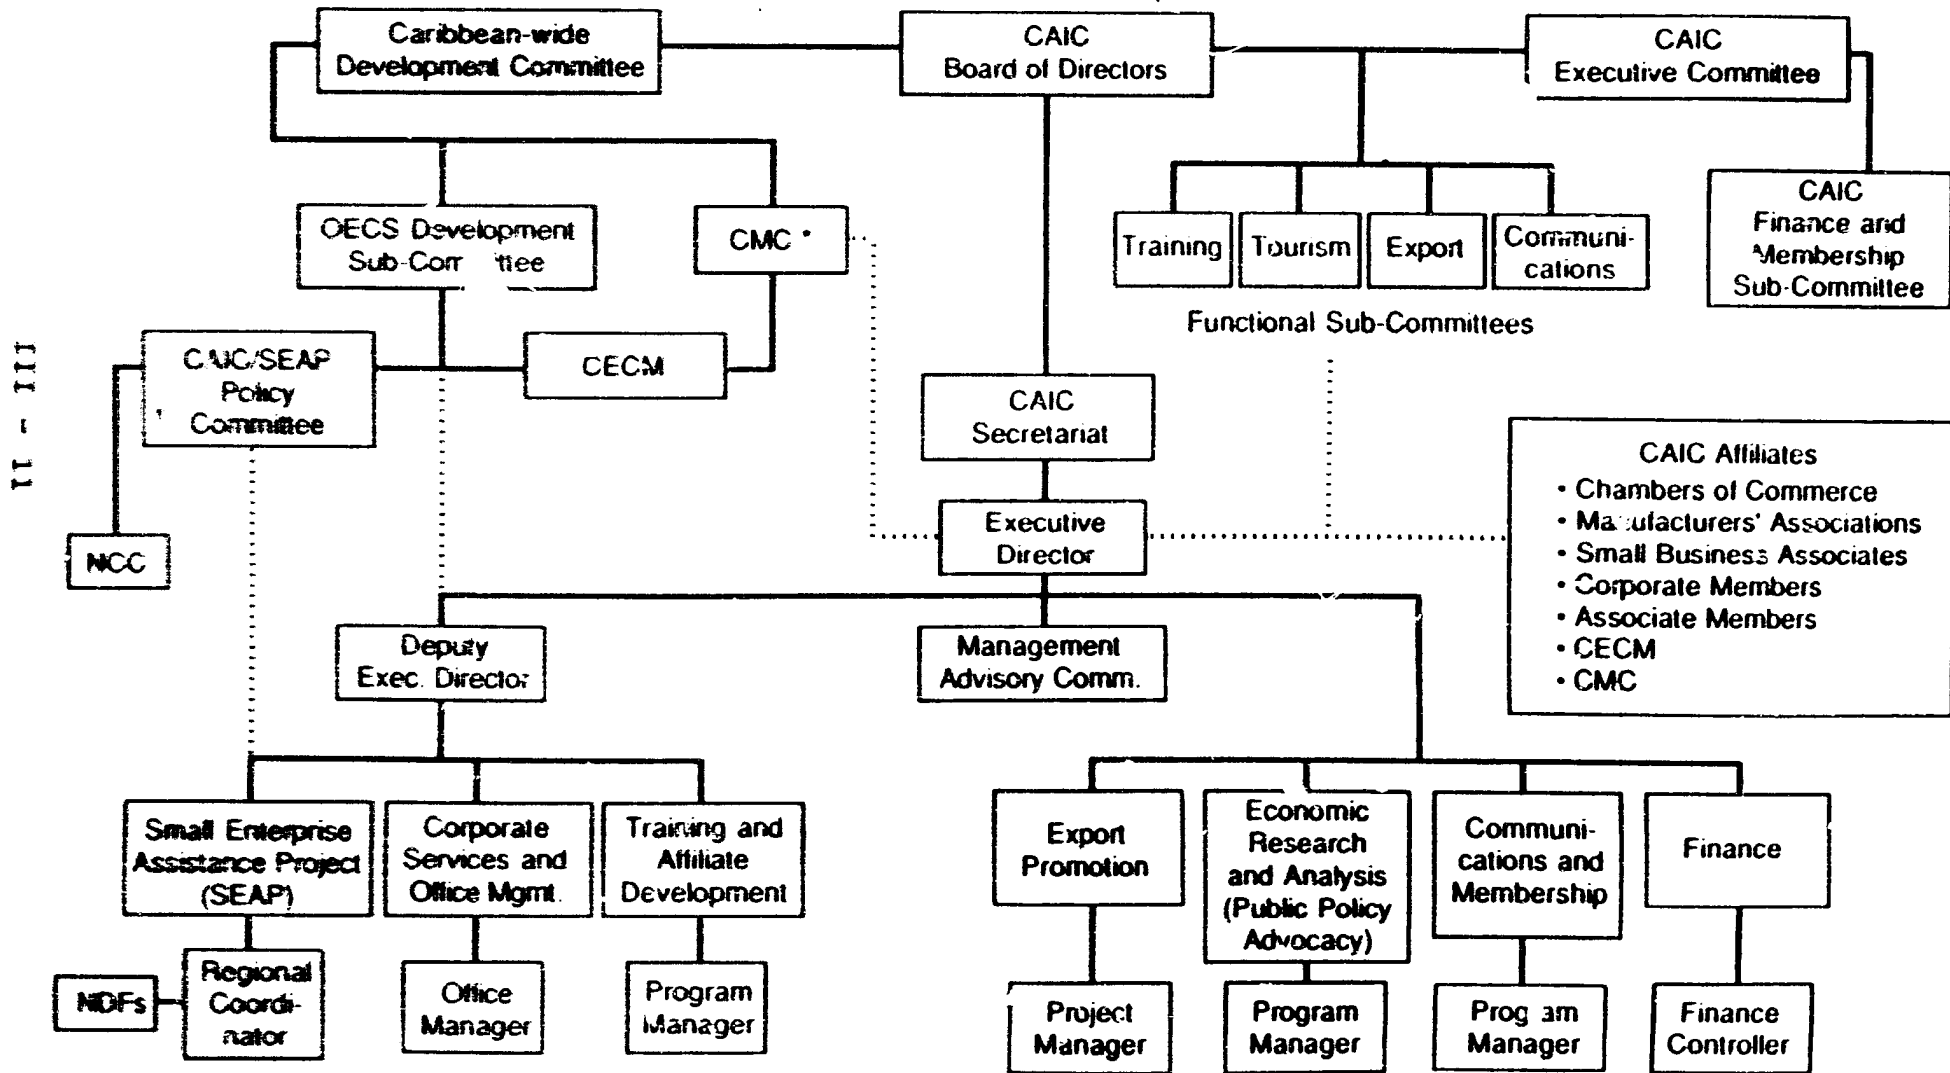 Caribbean-wide
Development Committee
CAIC
Board of Directors
CAIC
Executive Committee
OECS Development
Sub-Com ttee
CMC *
Training
Tourism
Export
Communi-
cations
CAIC
Finance and
Membership
Sub-Committee
Functional Sub-Committees
CAIC/SEAP
Policy
Committee
CECM
CAIC
Secretariat
III - 11
NCC
Executive
Director
CAIC Affiliates
• Chambers of Commerce
• Manufacturers' Associations
• Small Business Associates
• Corporate Members
• Associate Members
• CECM
• CMC
Deputy
Exec. Director
Management
Advisory Comm.
Small Enterprise
Assistance Project
(SEAP)
Corporate
Services and
Office Mgmt.
Training and
Affiliate
Development
Export
Promotion
Economic
Research
and Analysis
(Public Policy
Advocacy)
Communi-
cations and
Membership
Finance
NDFs
Regional
Coordi-
nator
Office
Manager
Program
Manager
Project
Manager
Program
Manager
Program
Manager
Finance
Controller